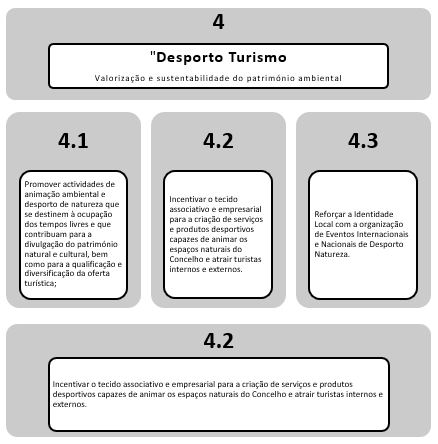 4
"Desporto Turismo
Valorização e sustentabilidade do património ambiental
4.1
Promover actividades de
animação ambiental e
desporto de natureza que
se destinem à ocupação
dos tempos livres e que
contribuam para a
divulgação do património
natural e cultural, bem
como para a qualificação e
diversificação da oferta
turística;
4.2
Incentivar o tecido
associativo e empresarial
para a criação de serviços
e produtos desportivos
capazes de animar os
espaços naturais do
Concelho e atrair turistas
internos e externos.
4.3
Reforçar a Identidade
Local com a organização
de Eventos Internacionais
e Nacionais de Desporto
Natureza.
4.2
Incentivar o tecido associativo e empresarial para a criação de serviços e produtos
desportivos capazes de animar os espaços naturais do Concelho e atrair turistas internos e
externos.